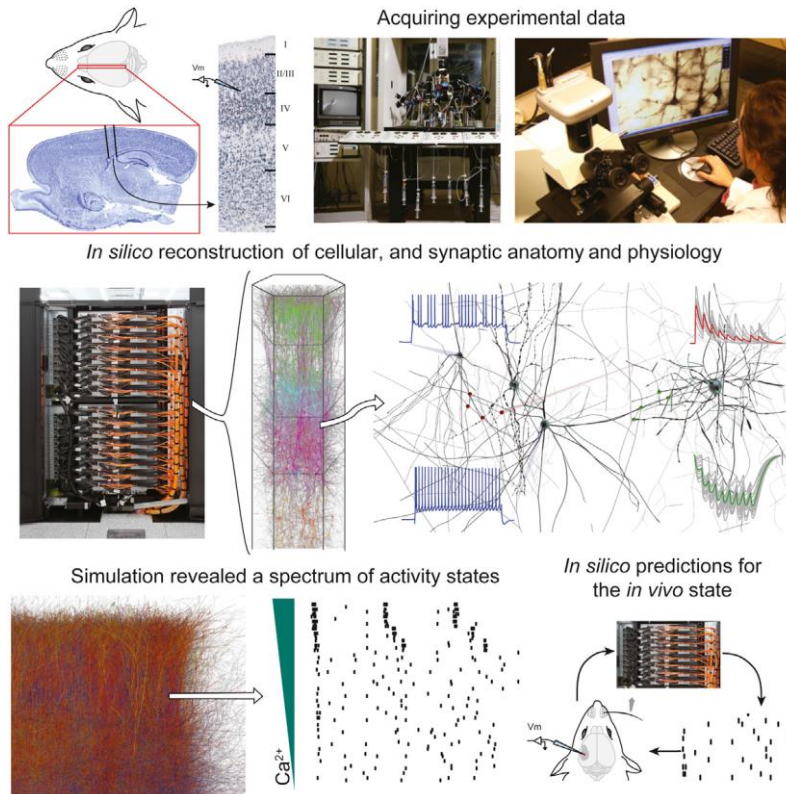 Acquiring experimental data
I
II/III
IV
V
VI
Vm
In silico reconstruction of cellular, and synaptic anatomy and physiology
Simulation revealed a spectrum of activity states
Ca²⁺
In silico predictions for
the in vivo state
Vm